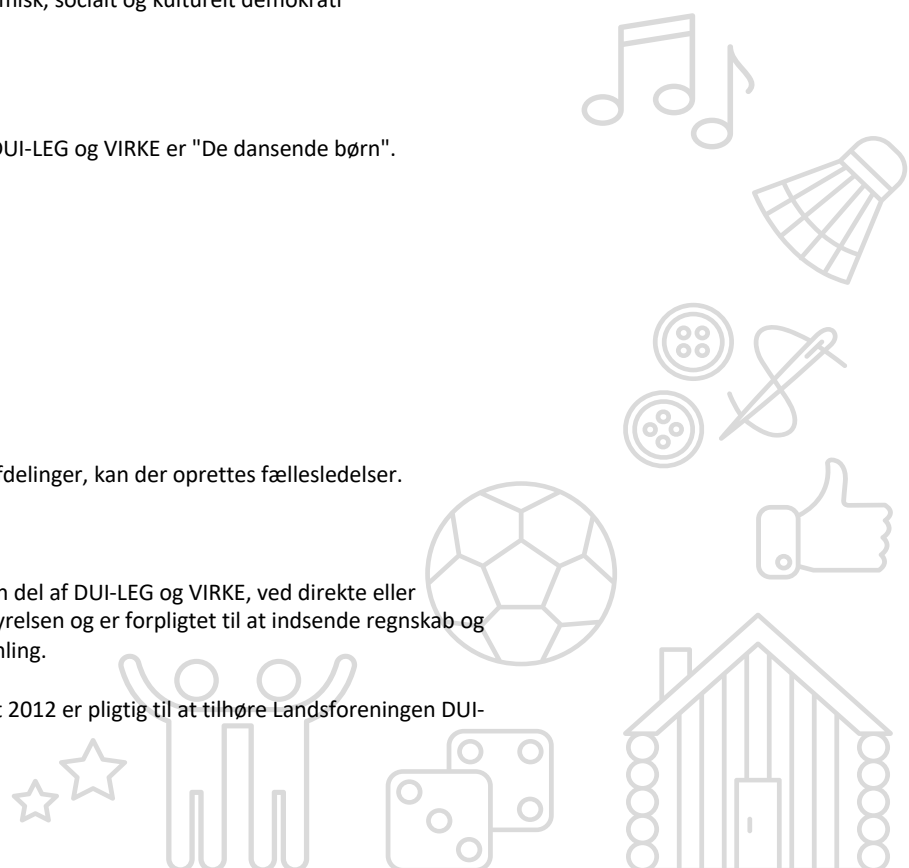 misk, socialt og kulturelt demokrati
DUI-LEG og VIRKE er "De dansende børn".
fdelinger, kan der oprettes fællesledelser.
n del af DUI-LEG og VIRKE, ved direkte eller
yrelsen og er forpligtet til at indsende regnskab og
nling.
t 2012 er pligtig til at tilhøre Landsforeningen DUI-